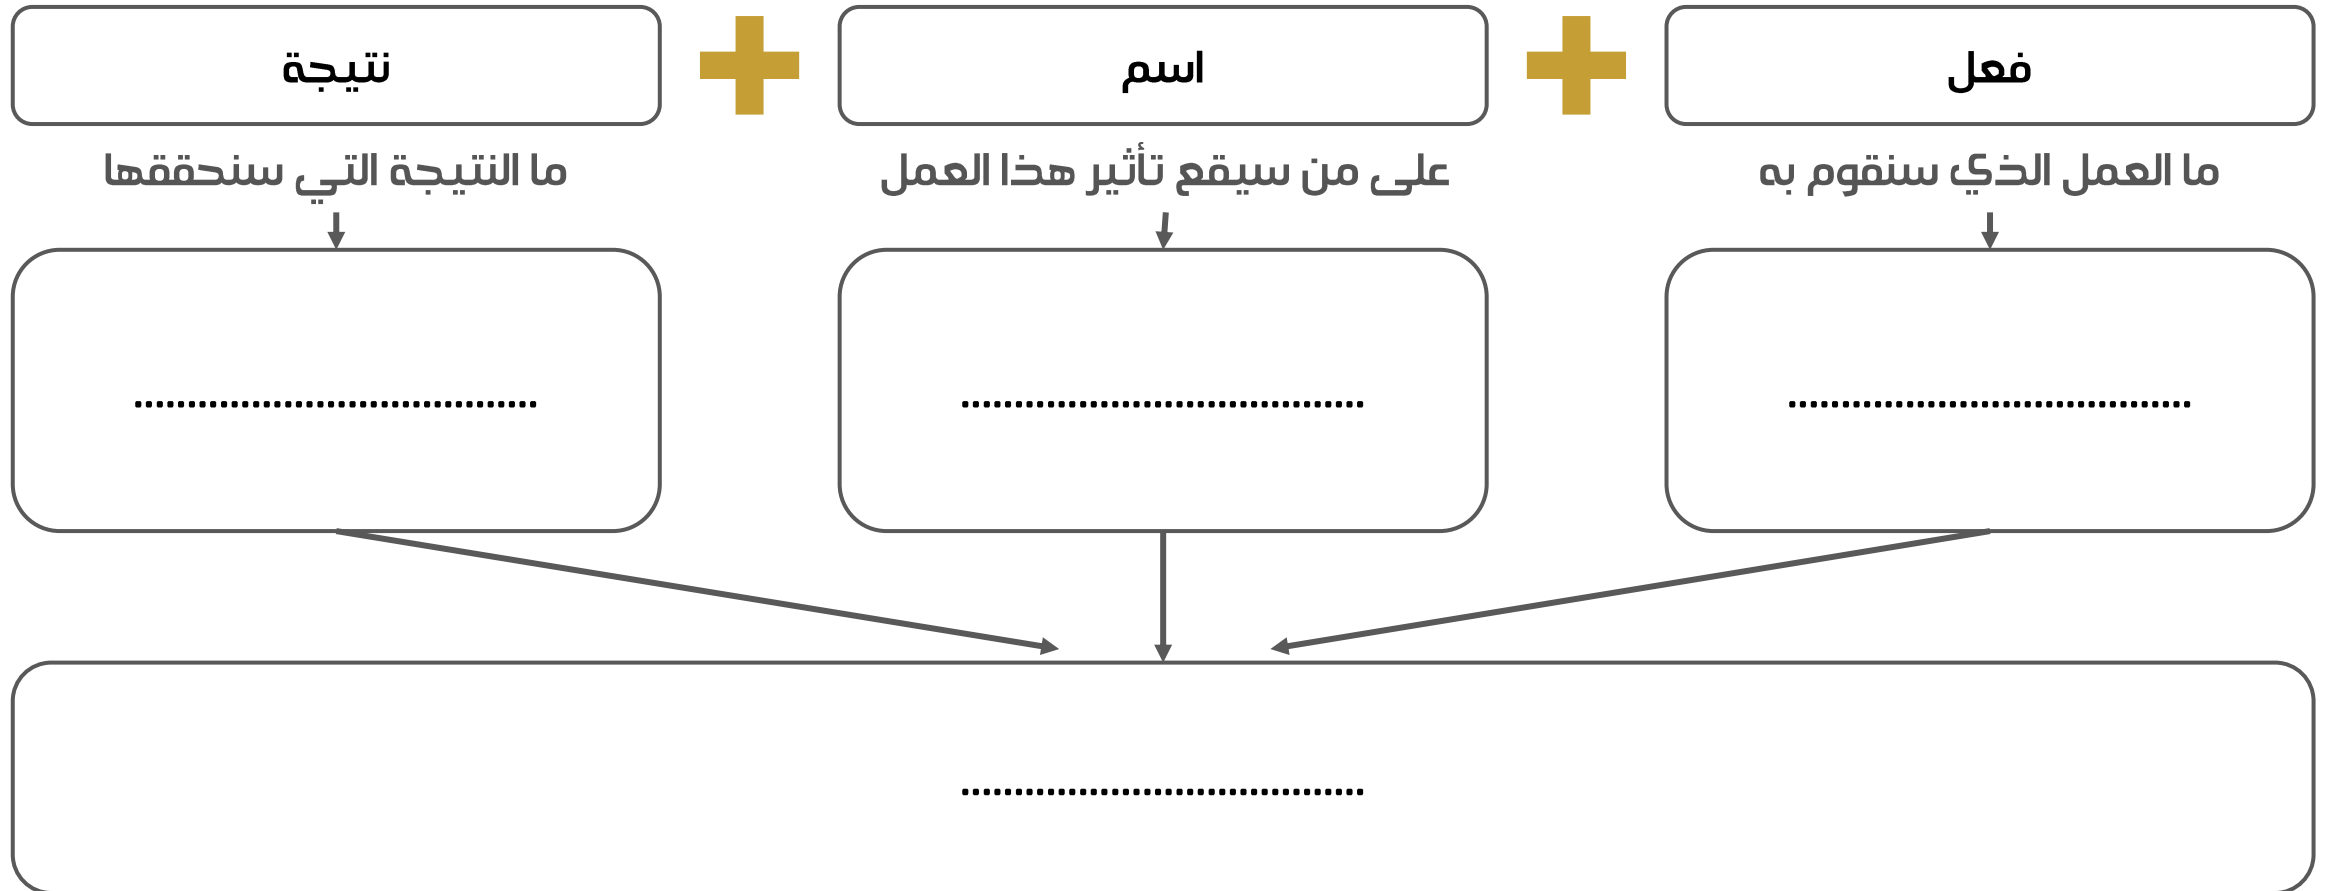 فعل
اسم
نتيجة
ما العمل الذي سنقوم به
على من سيقع تأثير هذا العمل
ما النتيجة التي سنحققها
......................................
......................................
......................................
......................................